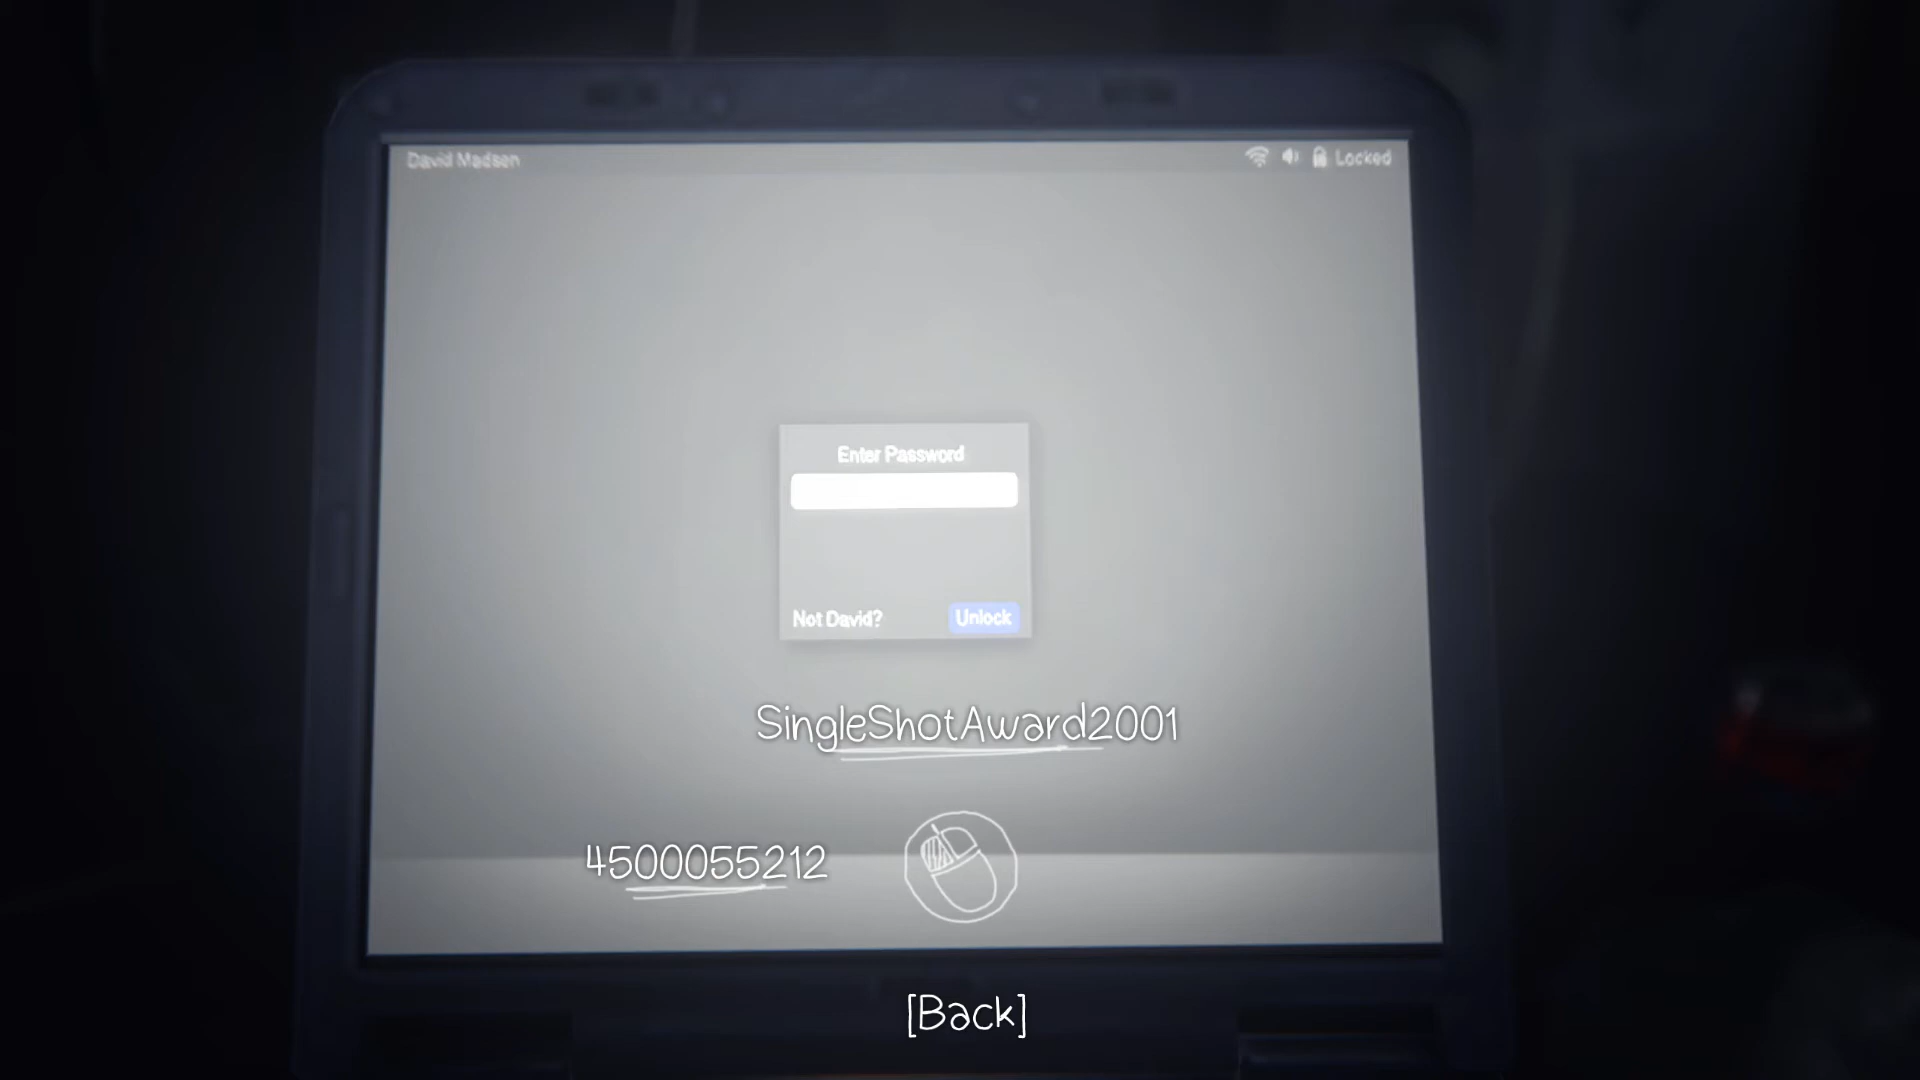 David Madsen
Locked
Enter Password
Not David?
Unlock
SingleShotAward2001
4500055212
[Back]